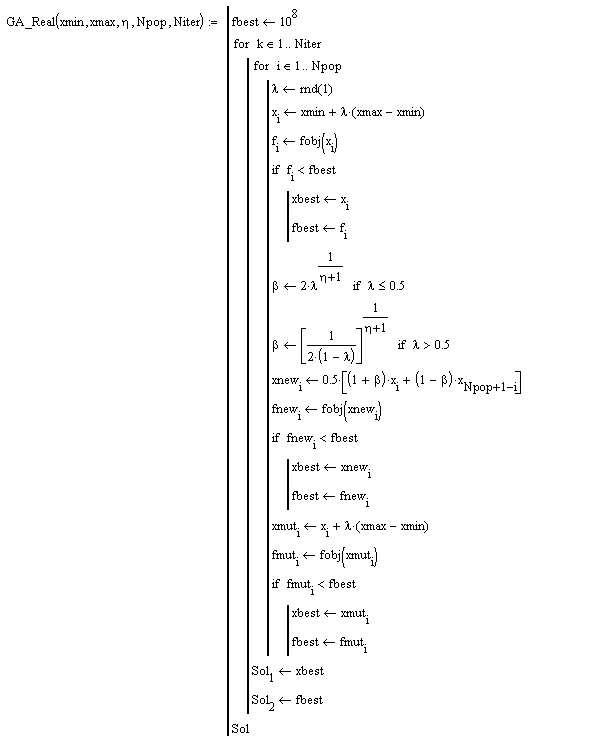 GA_Real(xmin, xmax, η, Npop, Niter) := fbest ← 10^8
for k ∈ 1 .. Niter
for i ∈ 1 .. Npop
λ ← rnd(1)
x_i ← xmin + λ·(xmax − xmin)
f_i ← fobj(x_i)
if f_i < fbest
xbest ← x_i
fbest ← f_i
β ← 2·λ^(1/(η+1)) if λ ≤ 0.5
β ← [1/(2·(1 − λ))]^(1/(η+1)) if λ > 0.5
xnew_i ← 0.5·[(1 + β)·x_i + (1 − β)·x_(Npop+1−i)]
fnew_i ← fobj(xnew_i)
if fnew_i < fbest
xbest ← xnew_i
fbest ← fnew_i
xmut_i ← x_i + λ·(xmax − xmin)
fmut_i ← fobj(xmut_i)
if fmut_i < fbest
xbest ← xmut_i
fbest ← fmut_i
Sol_1 ← xbest
Sol_2 ← fbest
Sol